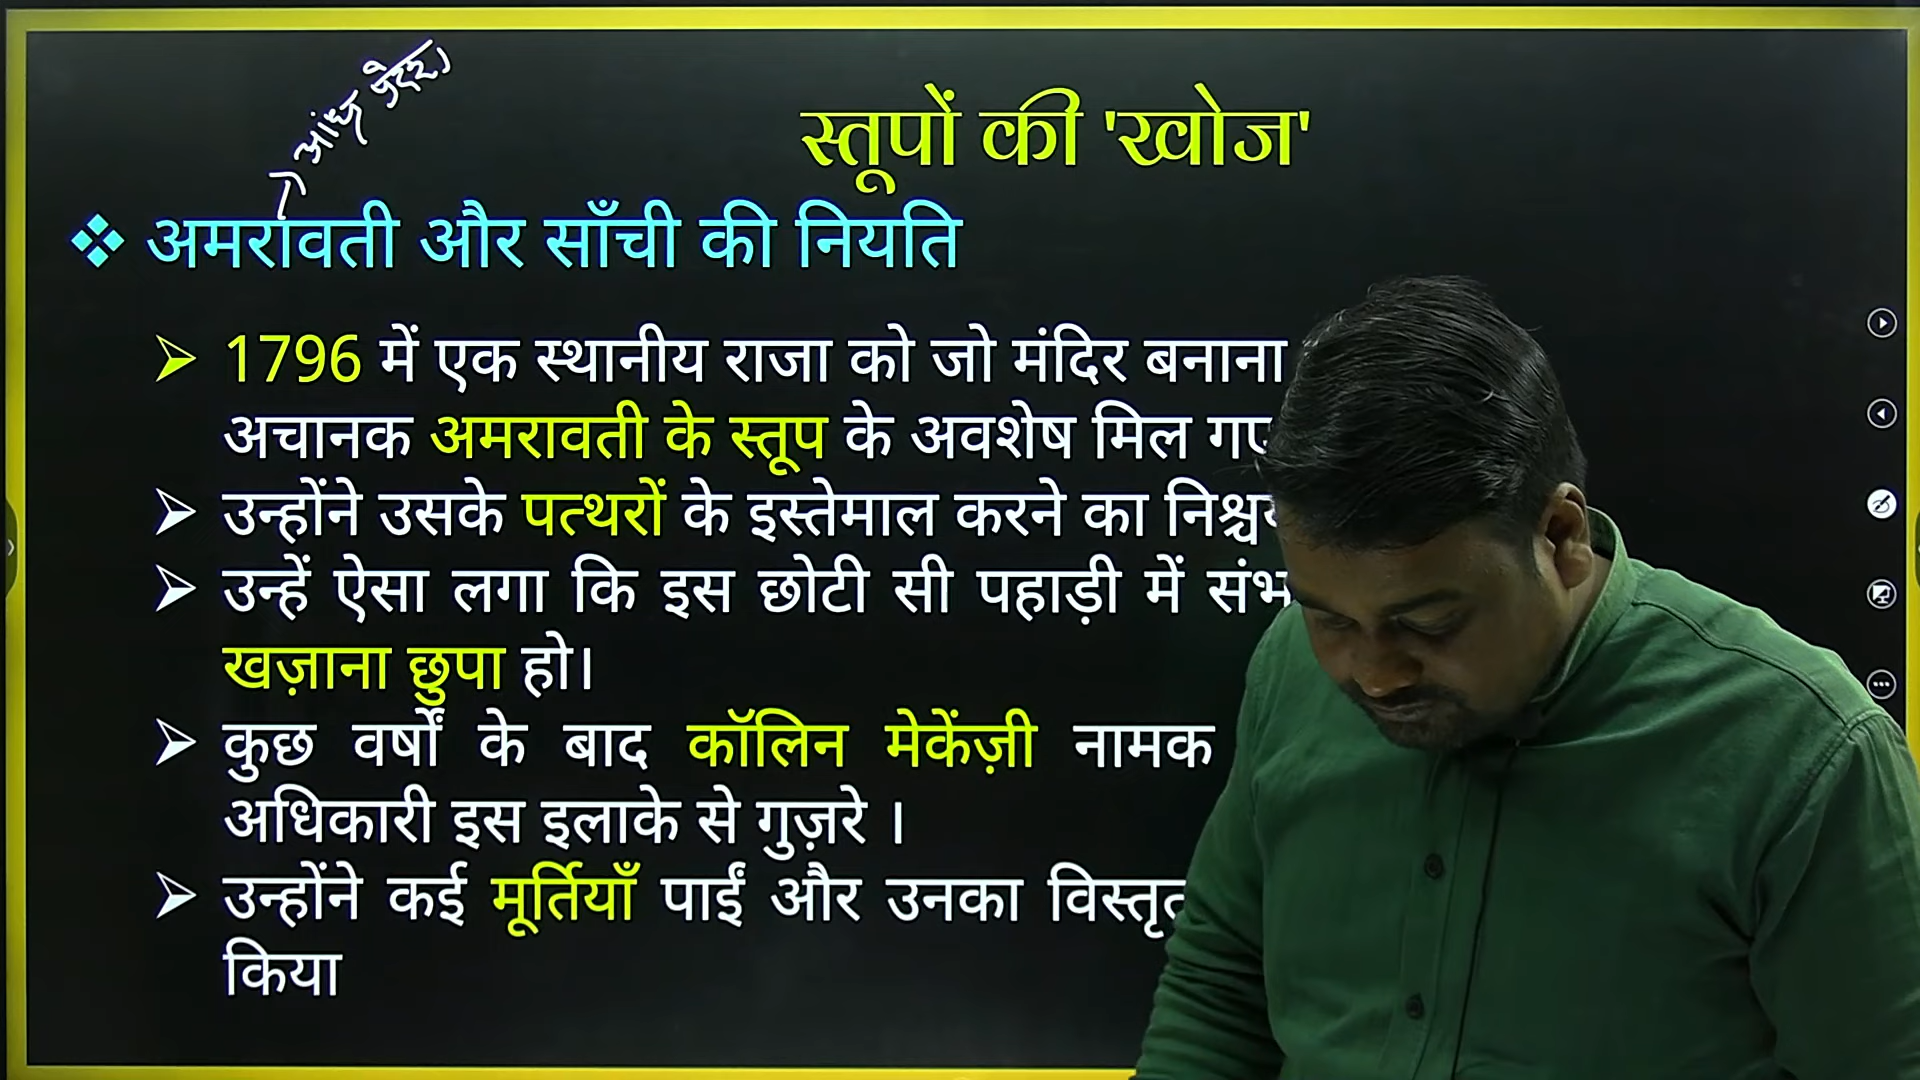 आंध्र प्रदेश
स्तूपों की 'खोज'
❖ अमरावती और साँची की नियति
➢ 1796 में एक स्थानीय राजा को जो मंदिर बनाना
अचानक अमरावती के स्तूप के अवशेष मिल
➢ उन्होंने उसके पत्थरों के इस्तेमाल करने का
➢ उन्हें ऐसा लगा कि इस छोटी सी पहाड़ी में
खज़ाना छुपा हो।
➢ कुछ वर्षों के बाद कॉलिन मेकेंज़ी नामक
अधिकारी इस इलाके से गुज़रे ।
➢ उन्होंने कई मूर्तियाँ पाईं और उनका
किया